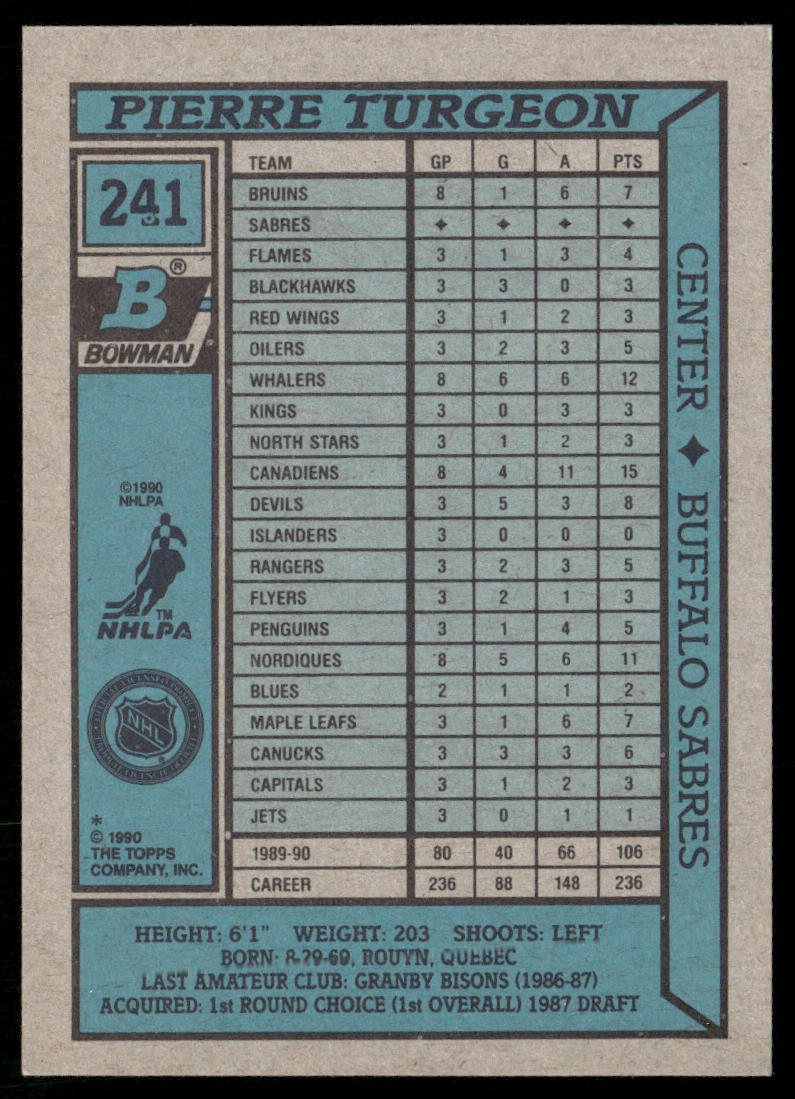 PIERRE TURGEON
241
B®
BOWMAN
©1990
NHLPA
TM
NHLPA
NHL
*
© 1990
THE TOPPS
COMPANY, INC.
TEAM GP G A PTS
BRUINS 8 1 6 7
SABRES ✦ ✦ ✦ ✦
FLAMES 3 1 3 4
BLACKHAWKS 3 3 0 3
RED WINGS 3 1 2 3
OILERS 3 2 3 5
WHALERS 8 6 6 12
KINGS 3 0 3 3
NORTH STARS 3 1 2 3
CANADIENS 8 4 11 15
DEVILS 3 5 3 8
ISLANDERS 3 0 0 0
RANGERS 3 2 3 5
FLYERS 3 2 1 3
PENGUINS 3 1 4 5
NORDIQUES 8 5 6 11
BLUES 2 1 1 2
MAPLE LEAFS 3 1 6 7
CANUCKS 3 3 3 6
CAPITALS 3 1 2 3
JETS 3 0 1 1
1989-90 80 40 66 106
CAREER 236 88 148 236
CENTER ✦ BUFFALO SABRES
HEIGHT: 6'1" WEIGHT: 203 SHOOTS: LEFT
BORN: 8-29-69, ROUYN, QUEBEC
LAST AMATEUR CLUB: GRANBY BISONS (1986-87)
ACQUIRED: 1st ROUND CHOICE (1st OVERALL) 1987 DRAFT